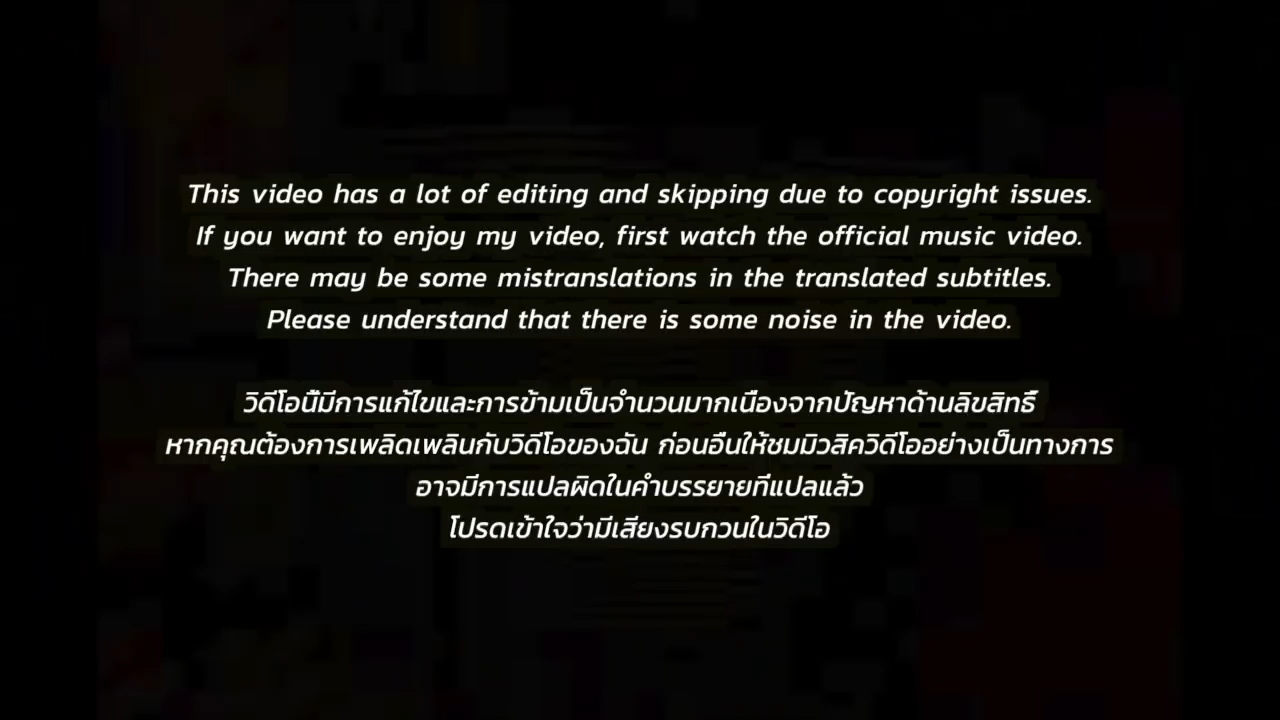 This video has a lot of editing and skipping due to copyright issues.
If you want to enjoy my video, first watch the official music video.
There may be some mistranslations in the translated subtitles.
Please understand that there is some noise in the video.
วิดีโอนี้มีการแก้ไขและการข้ามเป็นจำนวนมากเนื่องจากปัญหาด้านลิขสิทธิ์
หากคุณต้องการเพลิดเพลินกับวิดีโอของฉัน ก่อนอื่นให้ชมมิวสิควิดีโออย่างเป็นทางการ
อาจมีการแปลผิดในคำบรรยายที่แปลแล้ว
โปรดเข้าใจว่ามีเสียงรบกวนในวิดีโอ